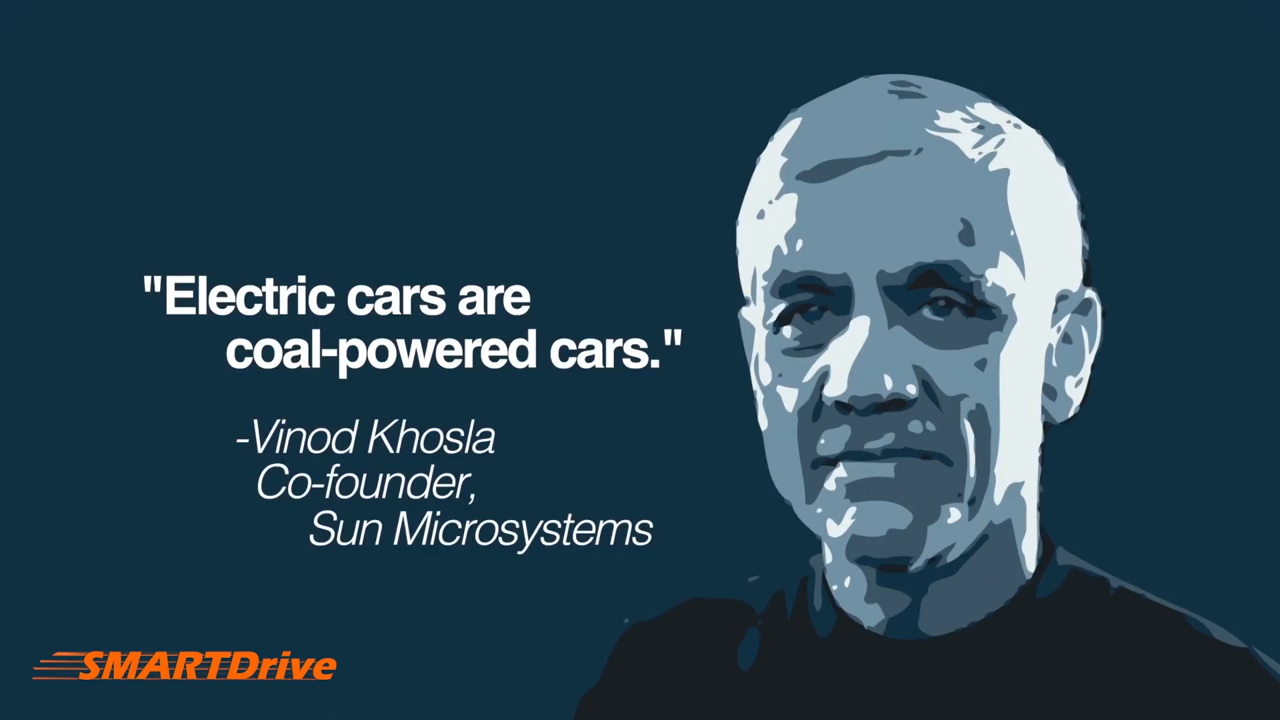 "Electric cars are
coal-powered cars."
-Vinod Khosla
Co-founder,
Sun Microsystems
SMARTDrive